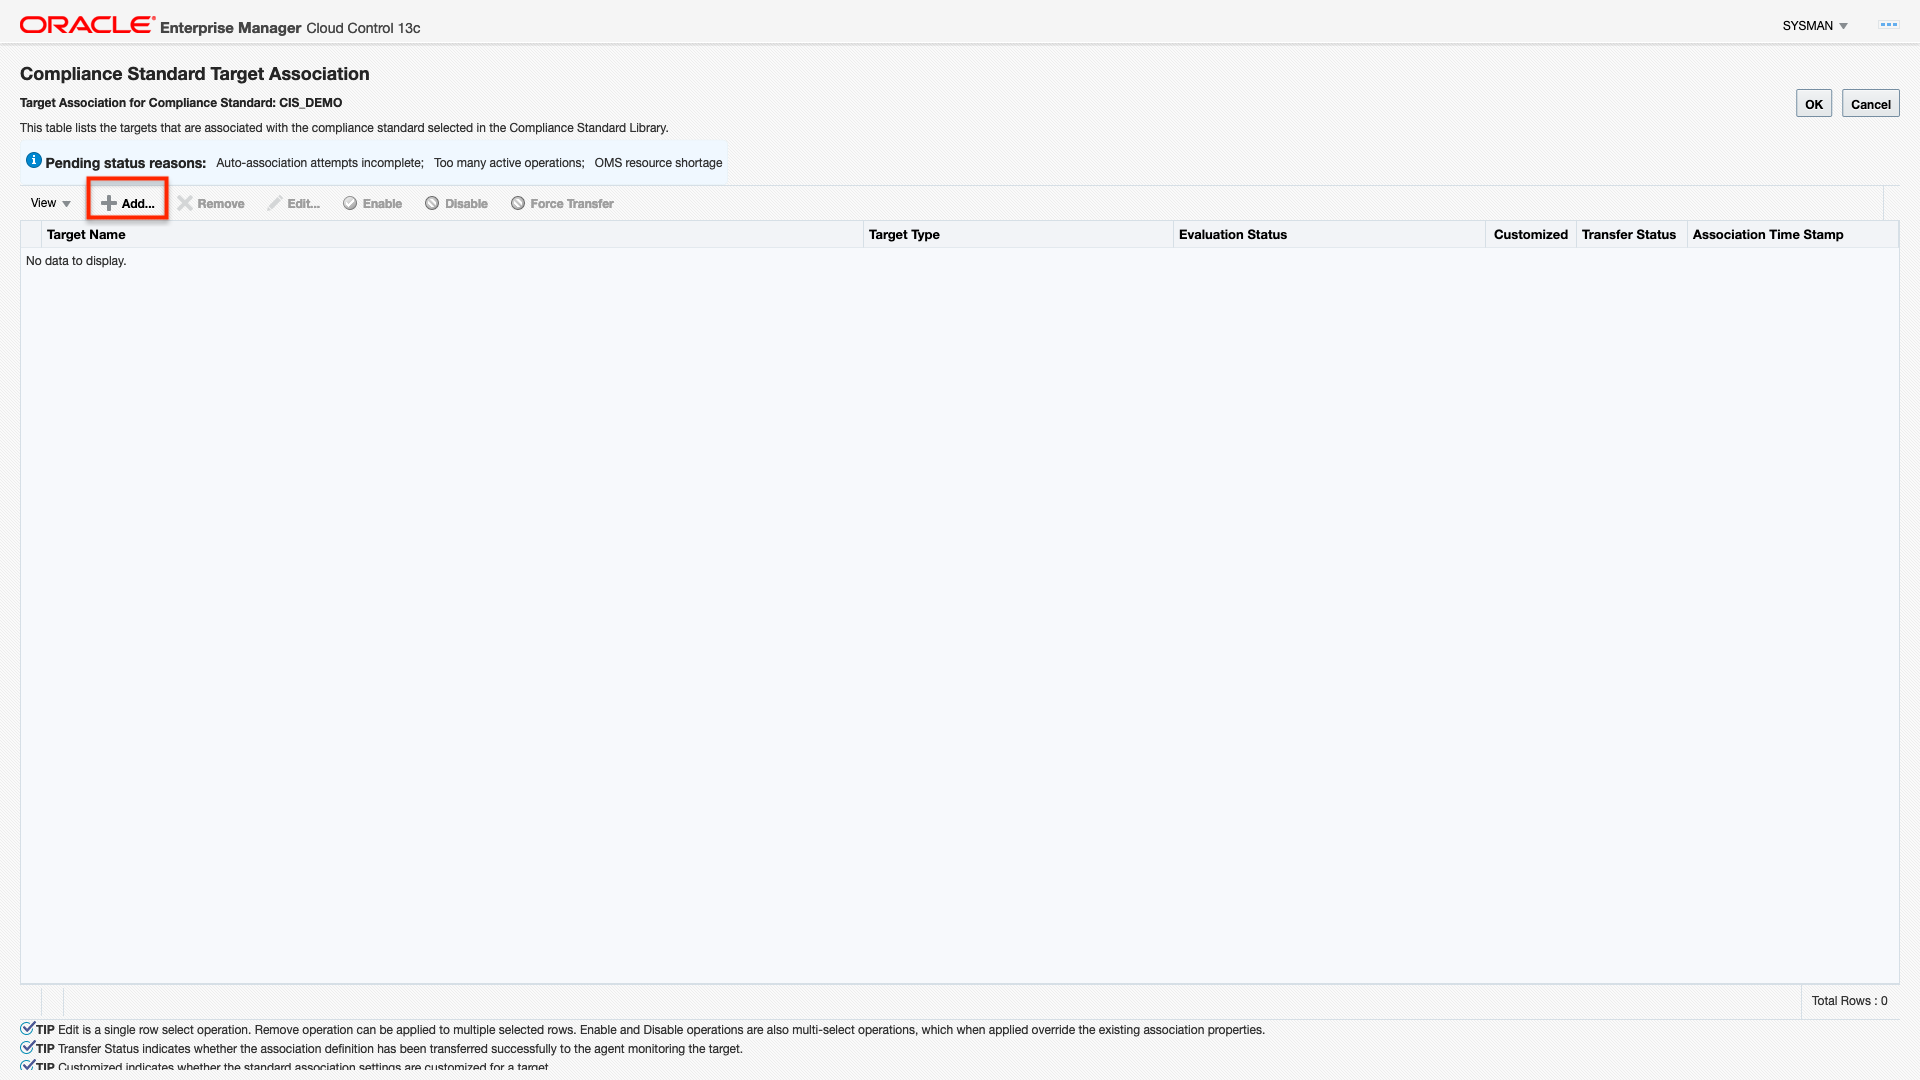 ORACLE Enterprise Manager Cloud Control 13c
SYSMAN
Compliance Standard Target Association
Target Association for Compliance Standard: CIS_DEMO
OK
Cancel
This table lists the targets that are associated with the compliance standard selected in the Compliance Standard Library.
Pending status reasons: Auto-association attempts incomplete; Too many active operations; OMS resource shortage
View Add... Remove Edit... Enable Disable Force Transfer
Target Name Target Type Evaluation Status Customized Transfer Status Association Time Stamp
No data to display.
Total Rows : 0
TIP Edit is a single row select operation. Remove operation can be applied to multiple selected rows. Enable and Disable operations are also multi-select operations, which when applied override the existing association properties.
TIP Transfer Status indicates whether the association definition has been transferred successfully to the agent monitoring the target.
TIP Customized indicates whether the standard association settings are customized for a target